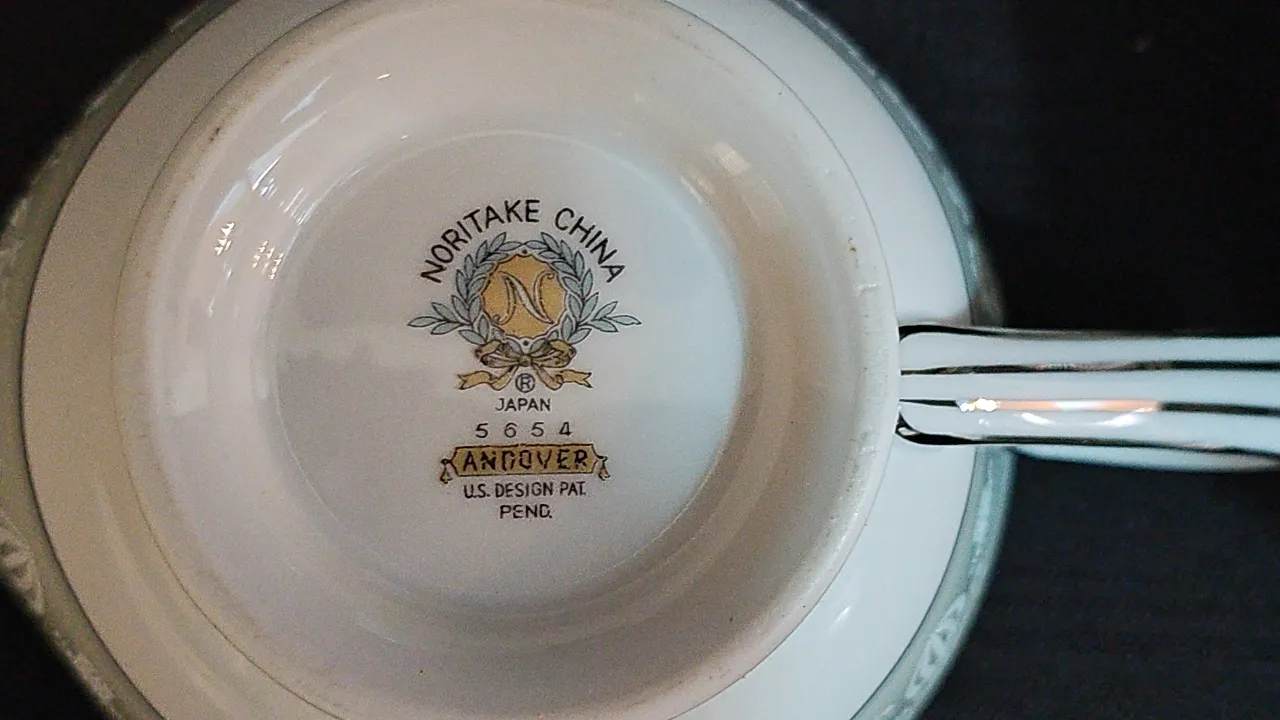 NORITAKE CHINA
N
®
JAPAN
5654
ANDOVER
U.S. DESIGN PAT.
PEND.